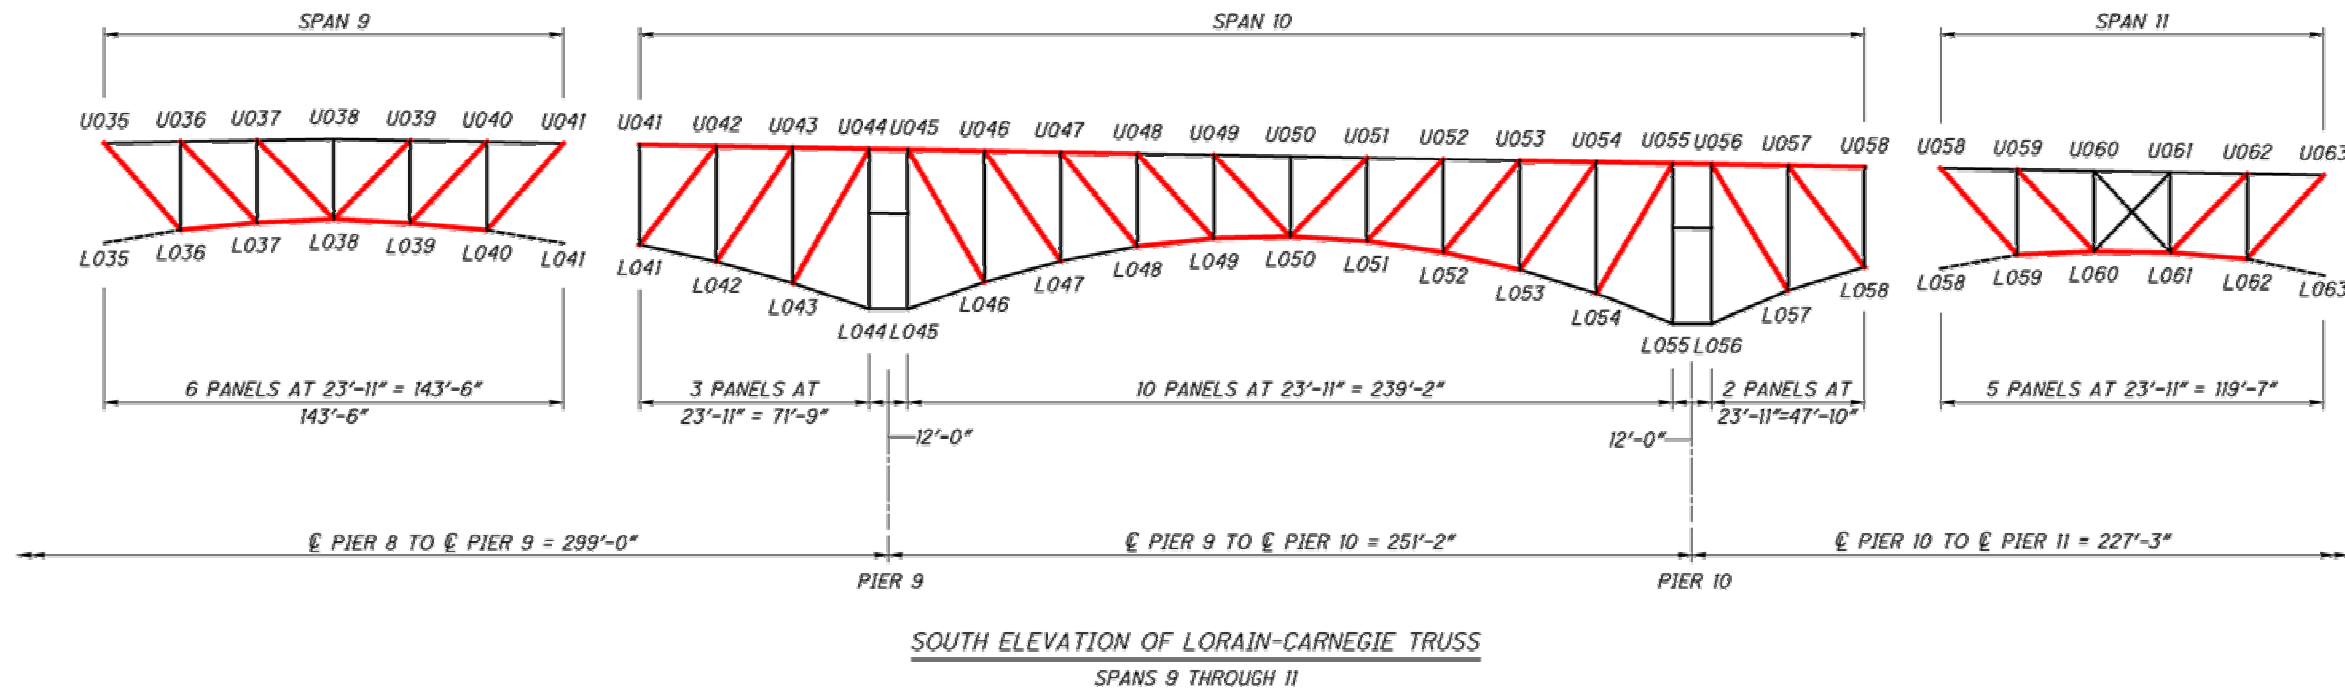 SPAN 9 SPAN 10 SPAN 11
U035 U036 U037 U038 U039 U040 U041 U041 U042 U043 U044 U045 U046 U047 U048 U049 U050 U051 U052 U053 U054 U055 U056 U057 U058 U058 U059 U060 U061 U062 U063
L035 L036 L037 L038 L039 L040 L041 L041 L042 L043 L044 L045 L046 L047 L048 L049 L050 L051 L052 L053 L054 L055 L056 L057 L058 L058 L059 L060 L061 L062 L063
6 PANELS AT 23'-11" = 143'-6" 3 PANELS AT 10 PANELS AT 23'-11" = 239'-2" 2 PANELS AT 5 PANELS AT 23'-11" = 119'-7"
143'-6" 23'-11" = 71'-9" 23'-11"=47'-10"
12'-0" 12'-0"
℄ PIER 8 TO ℄ PIER 9 = 299'-0" ℄ PIER 9 TO ℄ PIER 10 = 251'-2" ℄ PIER 10 TO ℄ PIER 11 = 227'-3"
PIER 9 PIER 10
SOUTH ELEVATION OF LORAIN-CARNEGIE TRUSS
SPANS 9 THROUGH 11